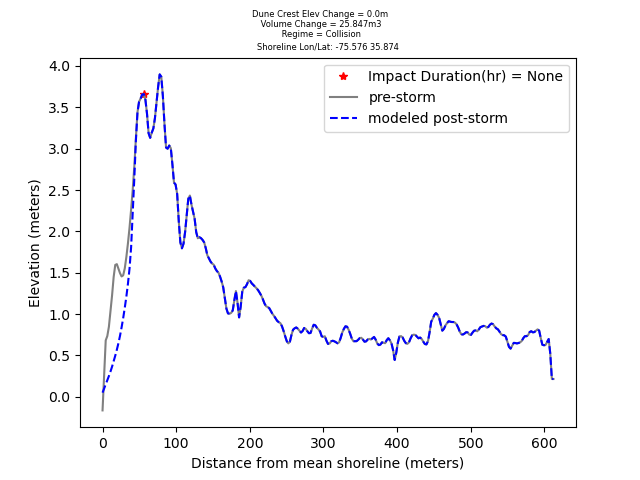 Dune Crest Elev Change = 0.0m
Volume Change = 25.847m3
Regime = Collision
Shoreline Lon/Lat: -75.576 35.874
Impact Duration(hr) = None
pre-storm
modeled post-storm
Elevation (meters)
4.0
3.5
3.0
2.5
2.0
1.5
1.0
0.5
0.0
0 100 200 300 400 500 600
Distance from mean shoreline (meters)